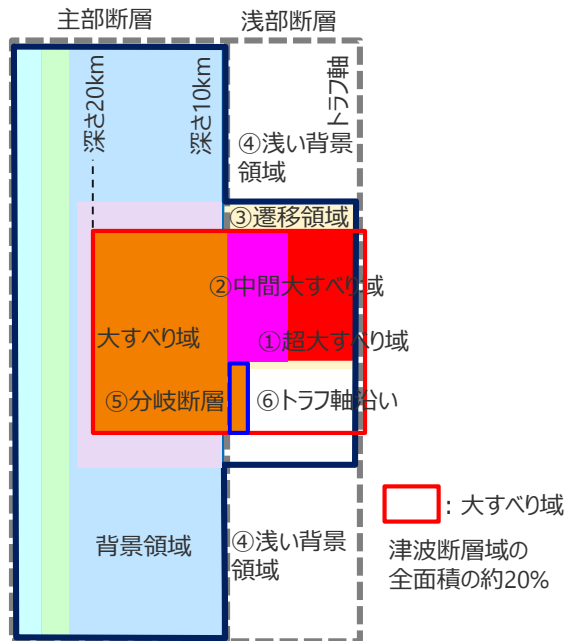 主部断層
浅部断層
深さ20km
深さ10km
トラフ軸
④浅い背景
領域
③遷移領域
②中間大すべり域
大すべり域
①超大すべり域
⑤分岐断層
⑥トラフ軸沿い
背景領域
④浅い背景
領域
：大すべり域
津波断層域の
全面積の約20%